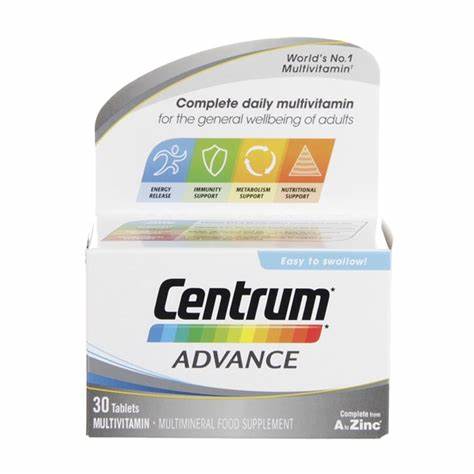 World's No.1
Multivitamin†
Complete daily multivitamin
for the general wellbeing of adults
ENERGY RELEASE
IMMUNITY SUPPORT
METABOLISM SUPPORT
NUTRITIONAL SUPPORT
Easy to swallow!
Centrum*
ADVANCE
30 Tablets
MULTIVITAMIN - MULTIMINERAL FOOD SUPPLEMENT
Complete from
A to Zinc*